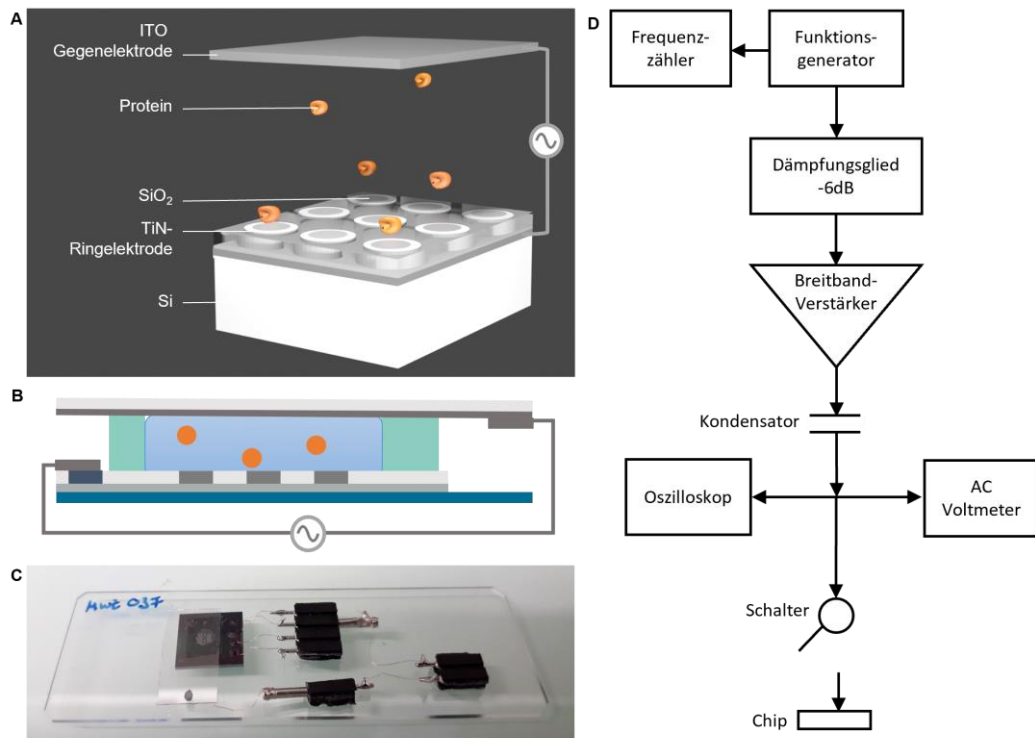 A
ITO
Gegenelektrode
Protein
SiO₂
TiN-
Ringelektrode
Si
B
C
Mwt 037
D
Frequenz-
zähler
Funktions-
generator
Dämpfungsglied
-6dB
Breitband-
Verstärker
Kondensator
Oszilloskop
AC
Voltmeter
Schalter
Chip